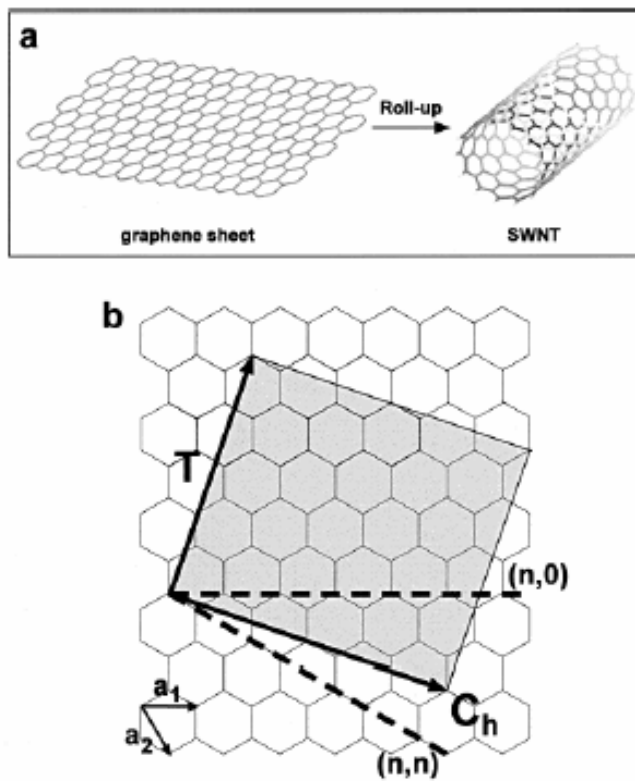 a
Roll-up
graphene sheet
SWNT
b
T
(n,0)
a1
Ch
a2
(n,n)